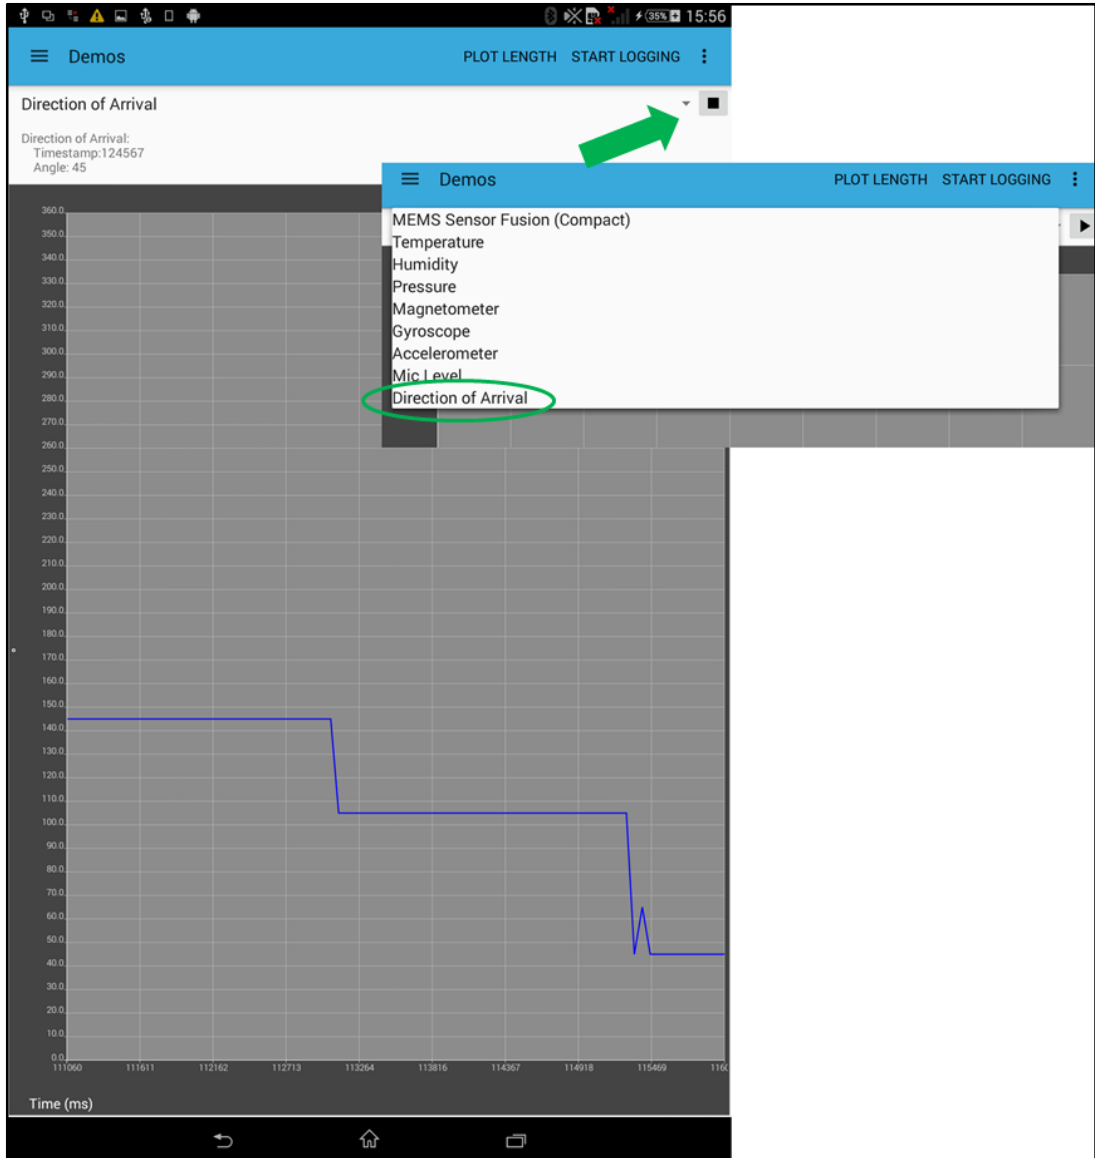 35% 15:56
Demos PLOT LENGTH START LOGGING
Direction of Arrival
Direction of Arrival:
Timestamp:124567
Angle: 45
Demos PLOT LENGTH START LOGGING
MEMS Sensor Fusion (Compact)
Temperature
Humidity
Pressure
Magnetometer
Gyroscope
Accelerometer
Mic Level
Direction of Arrival
360.0
350.0
340.0
330.0
320.0
310.0
300.0
290.0
280.0
270.0
260.0
250.0
240.0
230.0
220.0
210.0
200.0
190.0
180.0
170.0
160.0
150.0
140.0
130.0
120.0
110.0
100.0
90.0
80.0
70.0
60.0
50.0
40.0
30.0
20.0
10.0
0.0
111060 111611 112162 112713 113264 113816 114367 114918 115469
Time (ms)